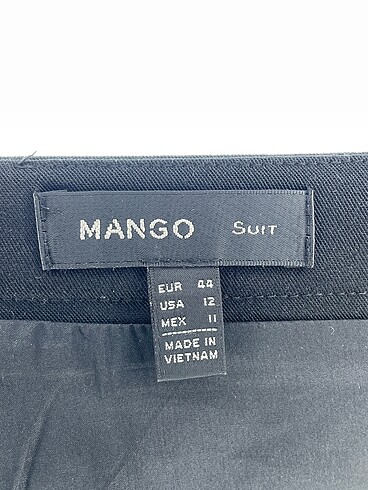 MANGO SUIT
EUR 44
USA 12
MEX 11
MADE IN
VIETNAM